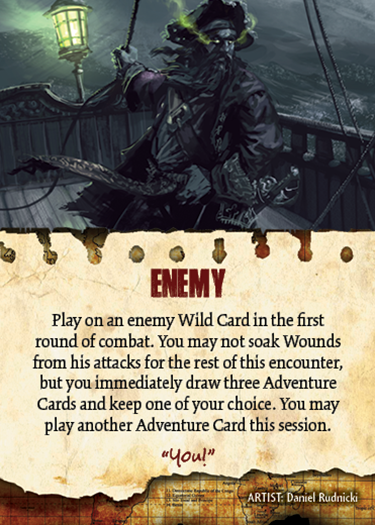 ENEMY
Play on an enemy Wild Card in the first
round of combat. You may not soak Wounds
from his attacks for the rest of this encounter,
but you immediately draw three Adventure
Cards and keep one of your choice. You may
play another Adventure Card this session.
“You!”
ARTIST: Daniel Rudnicki